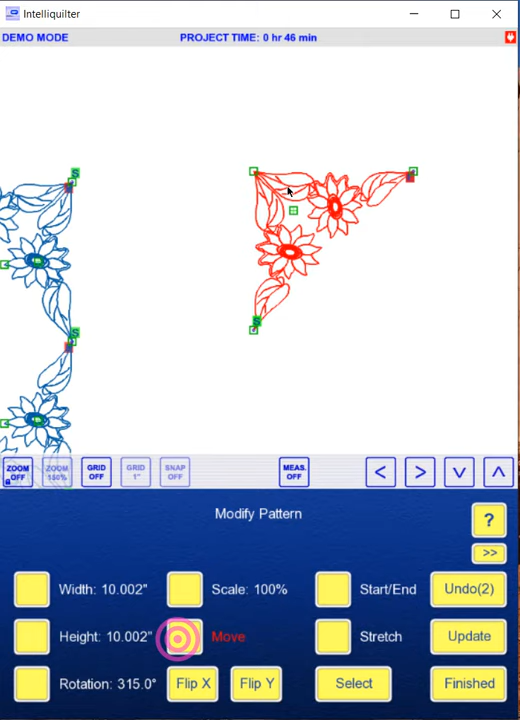 Intelliquilter
DEMO MODE PROJECT TIME: 0 hr 46 min
S
S
S
ZOOM OFF
ZOOM 150%
GRID OFF
GRID 1"
SNAP OFF
MEAS. OFF
< > ∨ ∧
Modify Pattern
?
>>
Width: 10.002" Scale: 100% Start/End Undo(2)
Height: 10.002" Move Stretch Update
Rotation: 315.0° Flip X Flip Y Select Finished